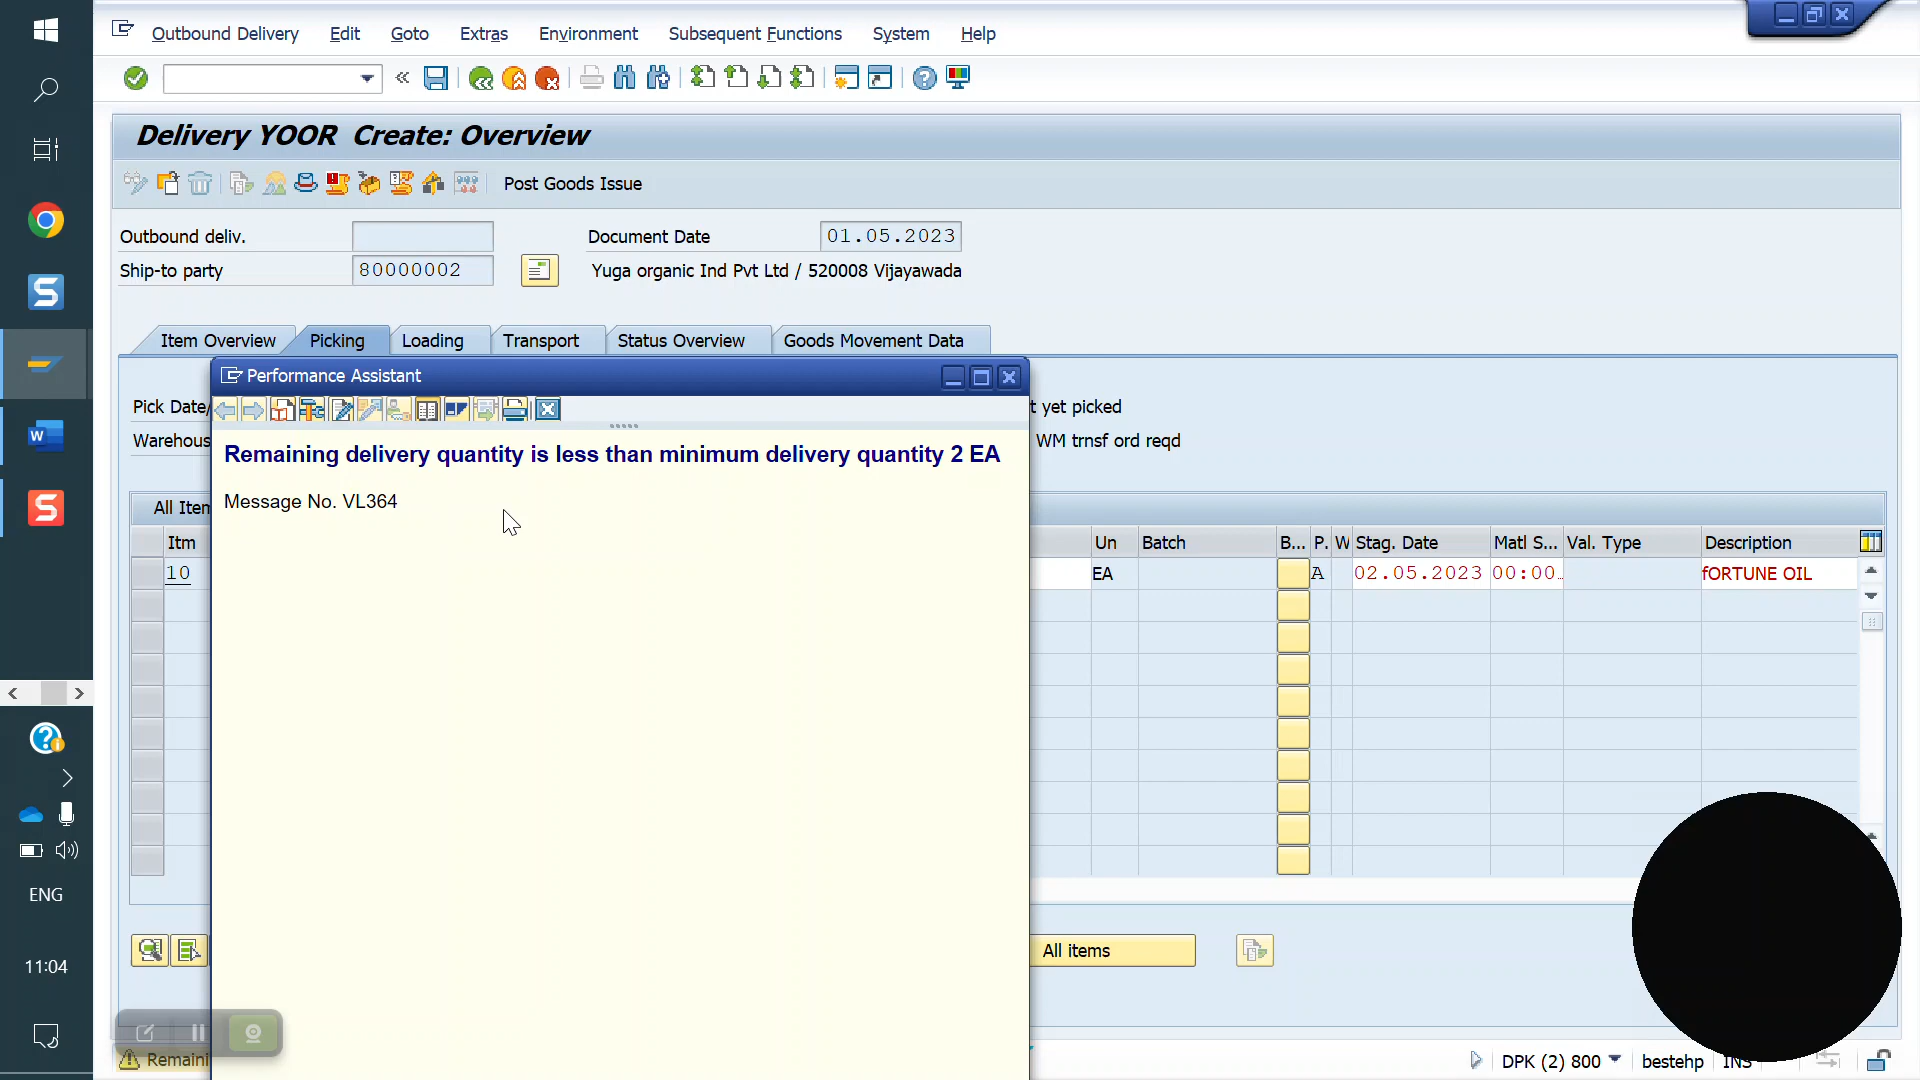 Outbound Delivery Edit Goto Extras Environment Subsequent Functions System Help
Delivery YOOR Create: Overview
Post Goods Issue
Outbound deliv. Document Date 01.05.2023
Ship-to party 80000002 Yuga organic Ind Pvt Ltd / 520008 Vijayawada
Item Overview Picking Loading Transport Status Overview Goods Movement Data
Performance Assistant
Pick Date/ t yet picked
Warehous WM trnsf ord reqd
Remaining delivery quantity is less than minimum delivery quantity 2 EA
Message No. VL364
All Iten
Itm Un Batch B... P. W Stag. Date Matl S... Val. Type Description
10 EA A 02.05.2023 00:00… fORTUNE OIL
All items
ENG
11:04
Remaini DPK (2) 800 bestehp INS